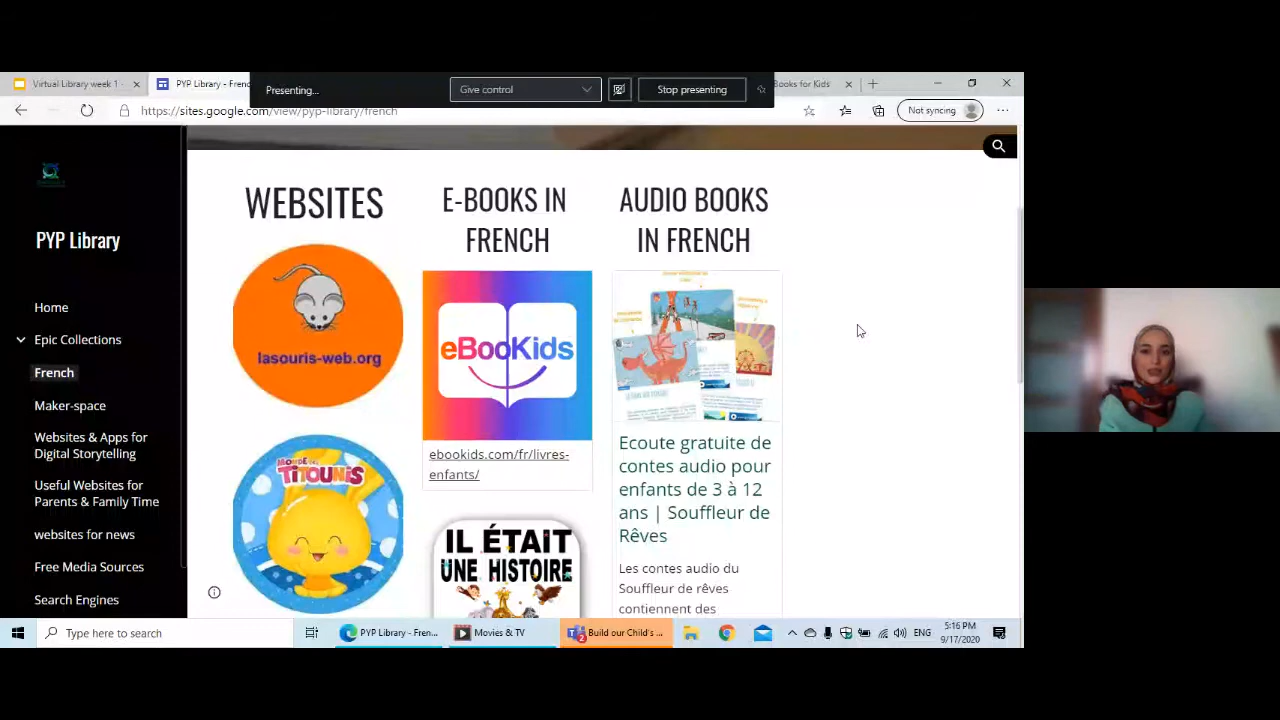 Virtual Library week 1
PYP Library - Fren
Presenting...
Give control
Stop presenting
Books for Kids
https://sites.google.com/view/pyp-library/french
Not syncing
PYP Library
Home
Epic Collections
French
Maker-space
Websites & Apps for
Digital Storytelling
Useful Websites for
Parents & Family Time
websites for news
Free Media Sources
Search Engines
WEBSITES
lasouris-web.org
MONDE DES
TITOUNIS
E-BOOKS IN
FRENCH
eBooKids
ebookids.com/fr/livres-
enfants/
IL ÉTAIT
UNE HISTOIRE
AUDIO BOOKS
IN FRENCH
Ecoute gratuite de
contes audio pour
enfants de 3 à 12
ans | Souffleur de
Rêves
Les contes audio du
Souffleur de rêves
contiennent des
Type here to search
PYP Library - Fren...
Movies & TV
Build our Child's ...
ENG
5:16 PM
9/17/2020